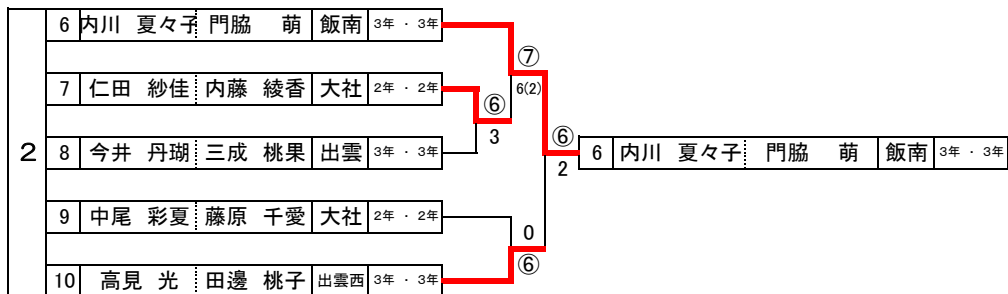 6 内川 夏々子 門脇 萌 飯南 3年 ・ 3年
⑦
7 仁田 紗佳 内藤 綾香 大社 2年 ・ 2年 6(2)
⑥
3 ⑥
2 8 今井 丹瑚 三成 桃果 出雲 3年 ・ 3年 6 内川 夏々子 門脇 萌 飯南 3年 ・ 3年
2
9 中尾 彩夏 藤原 千愛 大社 2年 ・ 2年
0
⑥
10 高見 光 田邊 桃子 出雲西 3年 ・ 3年